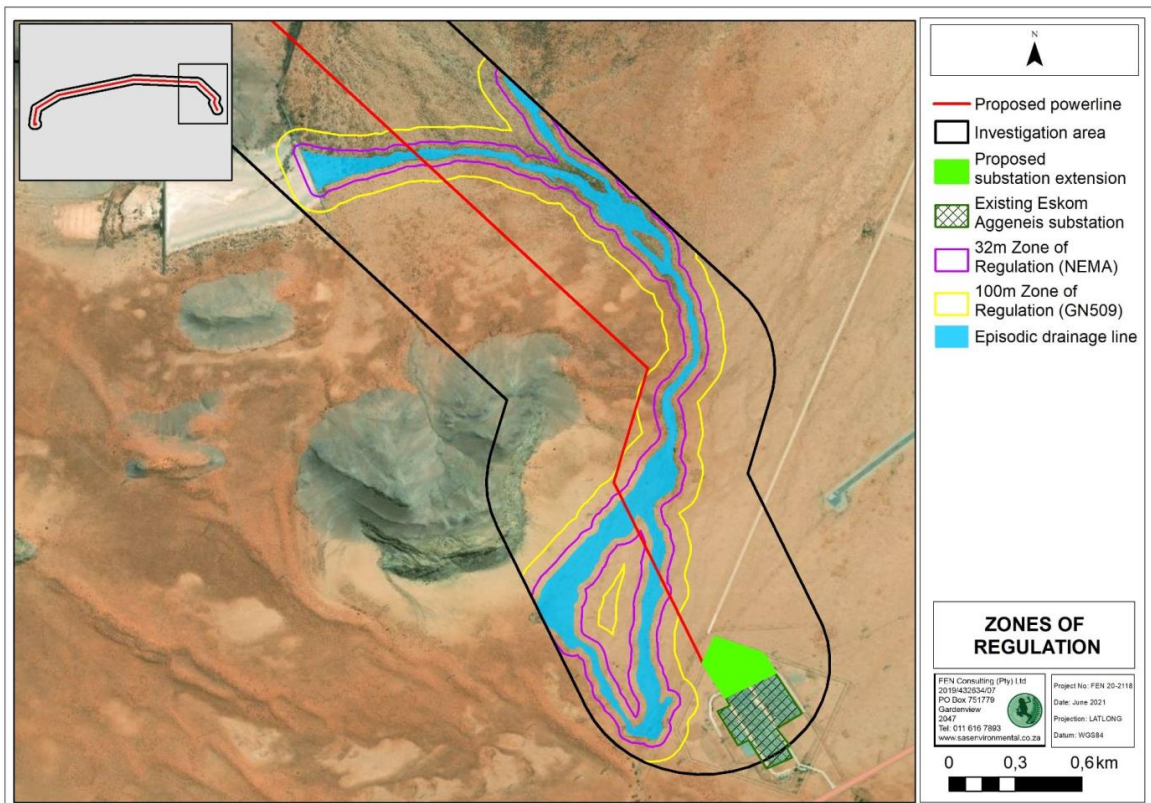 N
Proposed powerline
Investigation area
Proposed
substation extension
Existing Eskom
Aggeneis substation
32m Zone of
Regulation (NEMA)
100m Zone of
Regulation (GN509)
Episodic drainage line
ZONES OF
REGULATION
FEN Consulting (Pty) Ltd
2019/432634/07
PO Box 751779
Gardenview
2047
Tel: 011 616 7893
www.sasenvironmental.co.za
Project No: FEN 20-2118
Date: June 2021
Projection: LATLONG
Datum: WGS84
0 0,3 0,6 km